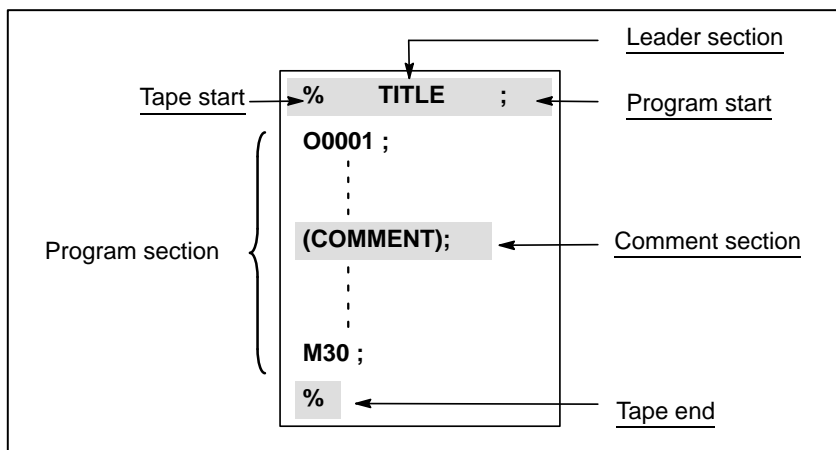 Leader section
Tape start
% TITLE ;
Program start
O0001 ;
Program section
(COMMENT);
Comment section
M30 ;
%
Tape end